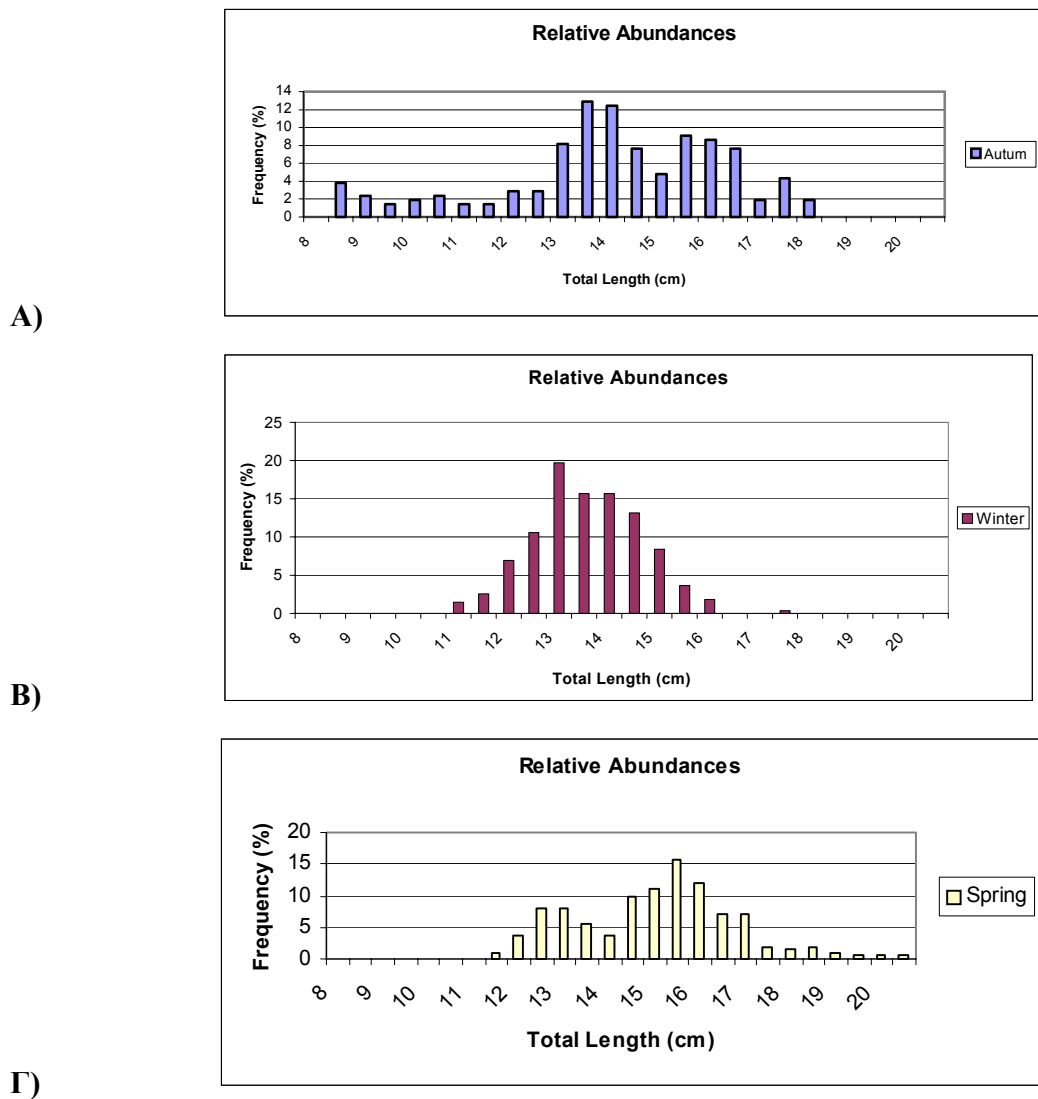 Relative Abundances
14
12
10
8
6
4
2
0
Frequency (%)
8 9 10 11 12 13 14 15 16 17 18 19 20
Total Length (cm)
Autum
Α)
Relative Abundances
25
20
15
10
5
0
Frequency (%)
8 9 10 11 12 13 14 15 16 17 18 19 20
Total Length (cm)
Winter
Β)
Relative Abundances
20
15
10
5
0
Frequency (%)
8 9 10 11 12 13 14 15 16 17 18 19 20
Total Length (cm)
Spring
Γ)